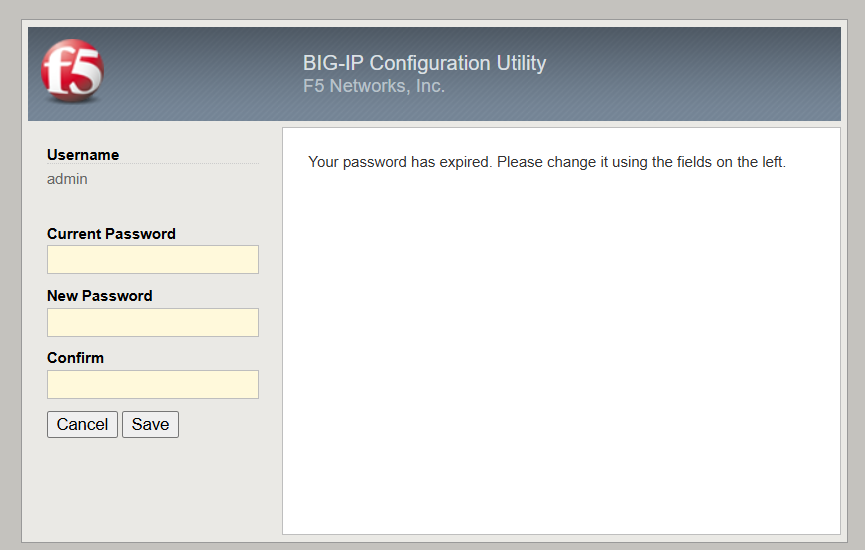 f5
BIG-IP Configuration Utility
F5 Networks, Inc.
Username
admin
Current Password
New Password
Confirm
Cancel Save
Your password has expired. Please change it using the fields on the left.